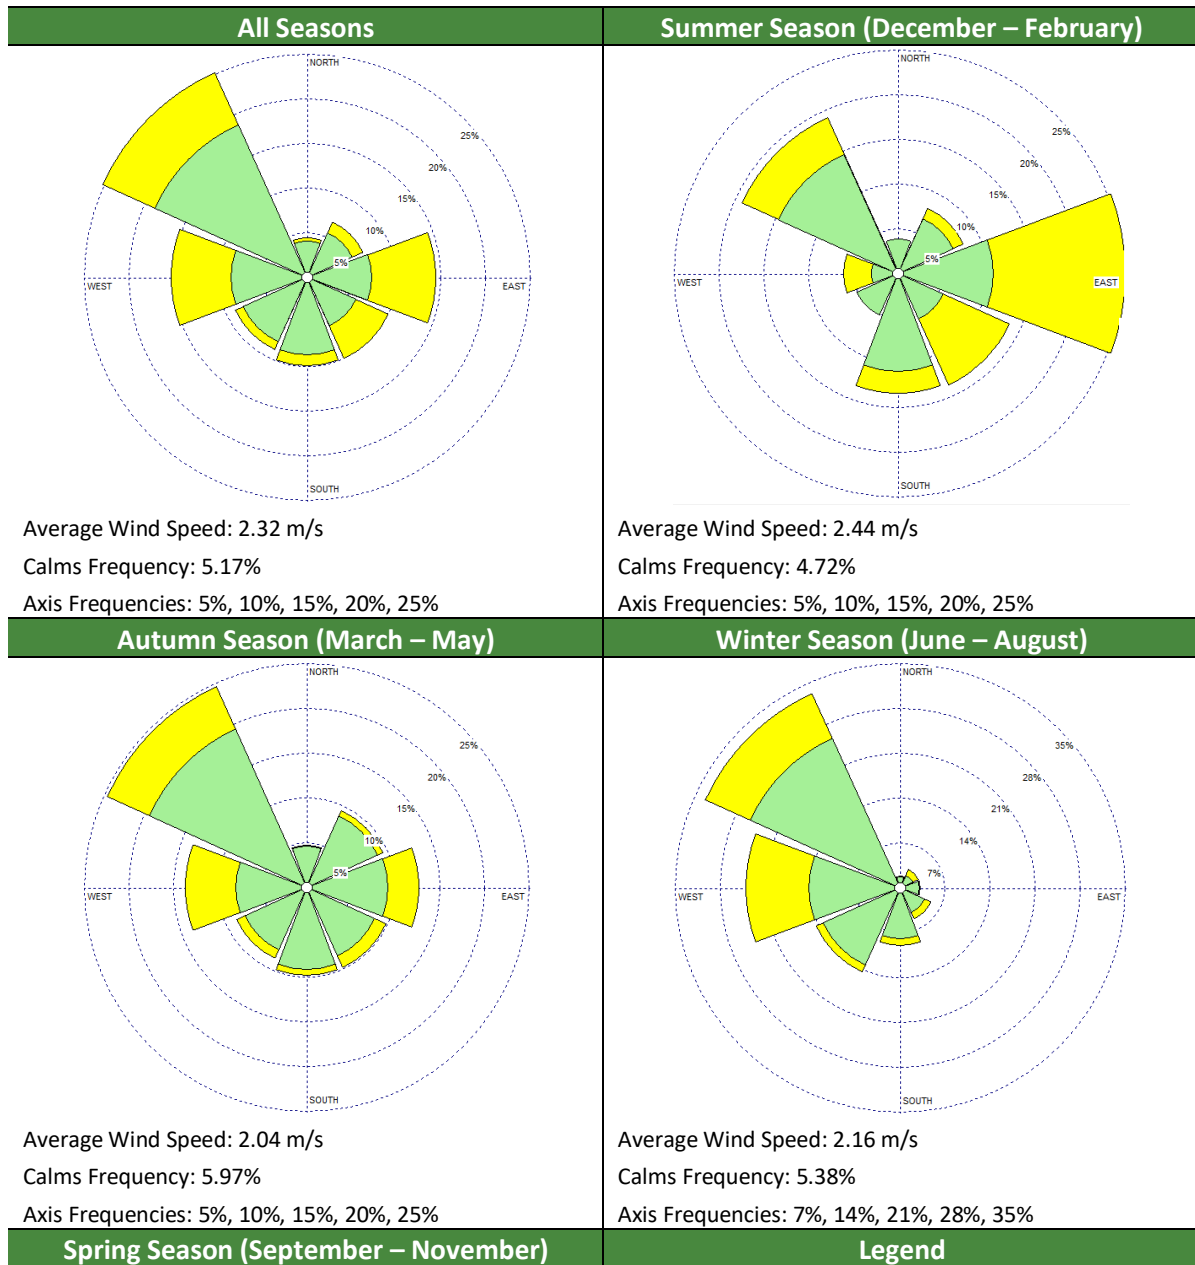 All Seasons
Summer Season (December – February)
NORTH
25%
20%
15%
10%
5%
WEST
EAST
SOUTH
NORTH
25%
20%
15%
10%
5%
WEST
EAST
SOUTH
Average Wind Speed: 2.32 m/s
Calms Frequency: 5.17%
Axis Frequencies: 5%, 10%, 15%, 20%, 25%
Average Wind Speed: 2.44 m/s
Calms Frequency: 4.72%
Axis Frequencies: 5%, 10%, 15%, 20%, 25%
Autumn Season (March – May)
Winter Season (June – August)
NORTH
25%
20%
15%
10%
5%
WEST
EAST
SOUTH
NORTH
35%
28%
21%
14%
7%
WEST
EAST
SOUTH
Average Wind Speed: 2.04 m/s
Calms Frequency: 5.97%
Axis Frequencies: 5%, 10%, 15%, 20%, 25%
Average Wind Speed: 2.16 m/s
Calms Frequency: 5.38%
Axis Frequencies: 7%, 14%, 21%, 28%, 35%
Spring Season (September – November)
Legend